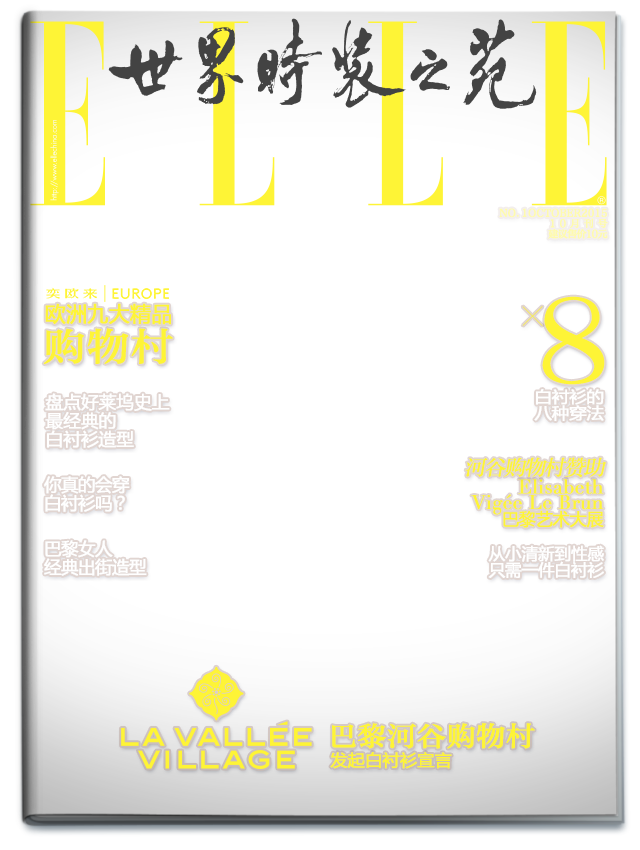 ELLE
世界時裝之苑
奕欧来 | EUROPE
欧洲九大精品
购物村
盘点好莱坞史上
最经典的
白衬衫造型
你真的会穿
白衬衫吗？
巴黎女人
经典出街造型
×8
白衬衫的
八种穿法
河谷购物村赞助
Elisabeth
Vigée Le Brun
巴黎艺术大展
从小清新到性感
只需一件白衬衫
LA VALLÉE
VILLAGE
巴黎河谷购物村
发起白衬衫宣言